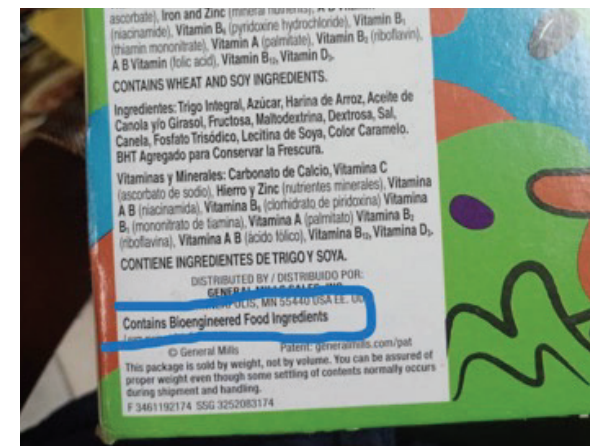 ascorbate), Iron and Zinc (mineral nutrients), A B Vitamin
(niacinamide), Vitamin B₆ (pyridoxine hydrochloride), Vitamin B₁
(thiamin mononitrate), Vitamin A (palmitate), Vitamin B₂ (riboflavin),
A B Vitamin (folic acid), Vitamin B₁₂, Vitamin D₃.
CONTAINS WHEAT AND SOY INGREDIENTS.
Ingredientes: Trigo Integral, Azúcar, Harina de Arroz, Aceite de
Canola y/o Girasol, Fructosa, Maltodextrina, Dextrosa, Sal,
Canela, Fosfato Trisódico, Lecitina de Soya, Color Caramelo.
BHT Agregado para Conservar la Frescura.
Vitaminas y Minerales: Carbonato de Calcio, Vitamina C
(ascorbato de sodio), Hierro y Zinc (nutrientes minerales), Vitamina
A B (niacinamida), Vitamina B₆ (clorhidrato de piridoxina) Vitamina
B₁ (mononitrato de tiamina), Vitamina A (palmitato) Vitamina B₂
(riboflavina), Vitamina A B (ácido fólico), Vitamina B₁₂, Vitamina D₃.
CONTIENE INGREDIENTES DE TRIGO Y SOYA.
DISTRIBUTED BY / DISTRIBUIDO POR:
GENERAL MILLS SALES, INC.
MN 55440 USA EE.
Contains Bioengineered Food Ingredients
© General Mills Patent: generalmills.com/pat
This package is sold by weight, not by volume. You can be assured of
proper weight even though some settling of contents normally occurs
during shipment and handling.
F 3461192174 SSG 3252083174